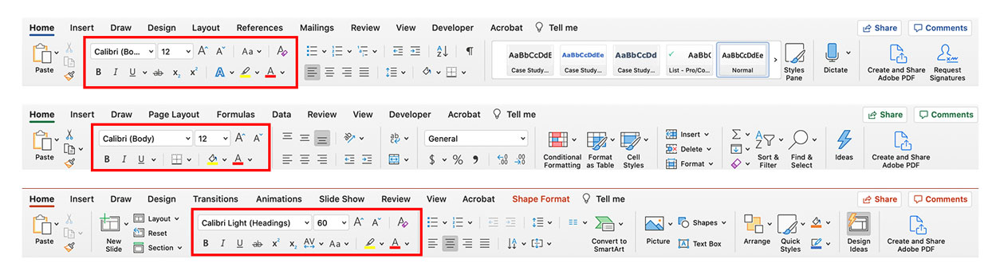 Home Insert Draw Design Layout References Mailings Review View Developer Acrobat Tell me Share Comments
Calibri (Bo... 12 A A Aa A
AaBbCcDdE AaBbCcDdEe AaBbCcDd AaBb( AaBbCcDdEe
Paste B I U ab x2 x2 A A Case Study... Case Study... Case Study... List - Pro/Co... Normal Styles Pane Dictate Create and Share Adobe PDF Request Signatures
Home Insert Draw Page Layout Formulas Data Review View Developer Acrobat Tell me Share Comments
Calibri (Body) 12 A A ab General Insert
Delete
Paste B I U A $ % Conditional Formatting Format as Table Cell Styles Format Sort & Filter Find & Select Ideas Create and Share Adobe PDF
Home Insert Draw Design Transitions Animations Slide Show Review View Acrobat Shape Format Tell me Share Comments
Layout Calibri Light (Headings) 60 A A A Shapes
Reset
Paste New Slide Section B I U ab x2 x2 AV Aa A Convert to SmartArt Picture Text Box Arrange Quick Styles Design Ideas Create and Share Adobe PDF